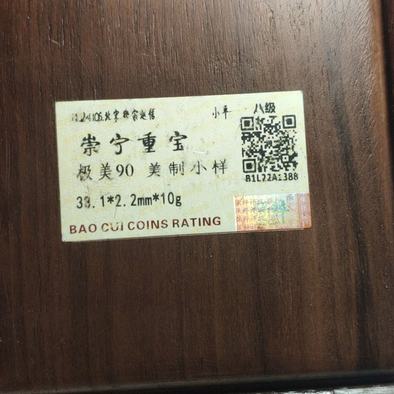 小平 八级
崇宁重宝
极美90 美制小样
33.1*2.2mm*10g
BAO CUI COINS RATING